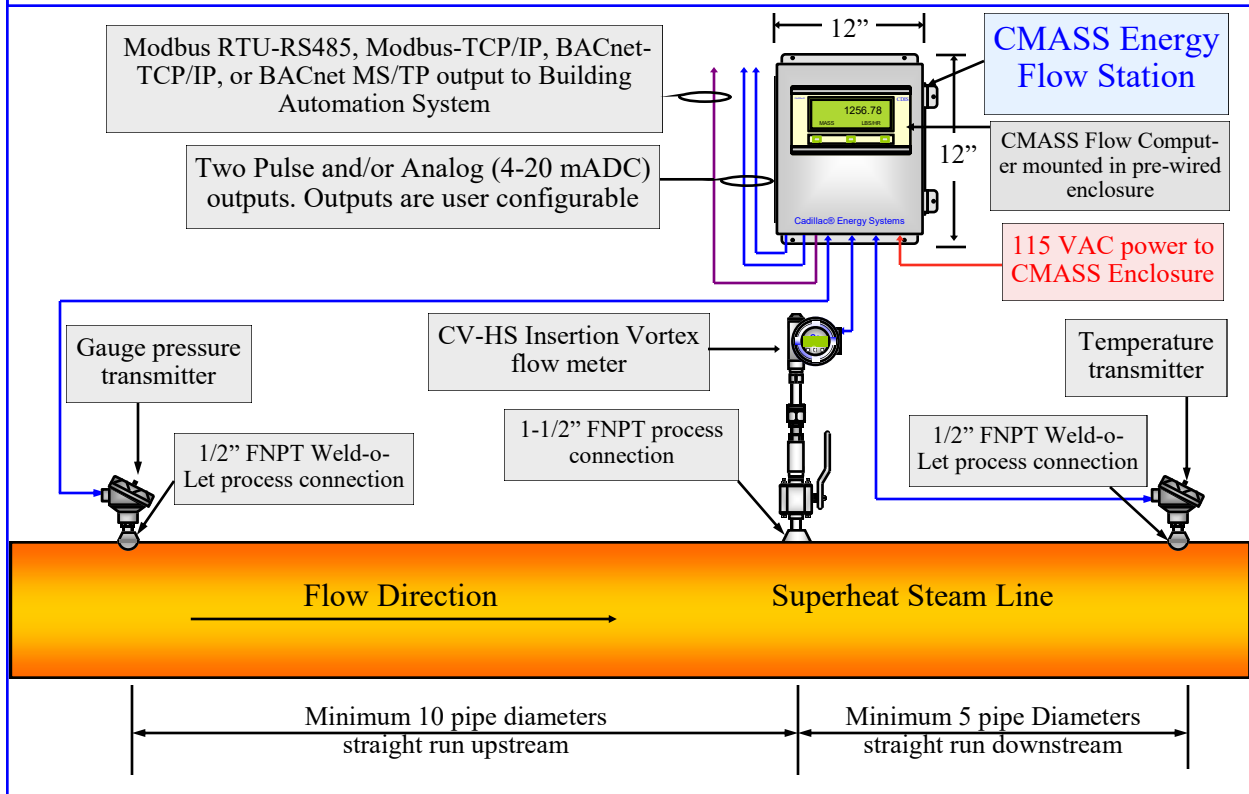 Modbus RTU-RS485, Modbus-TCP/IP, BACnet-
TCP/IP, or BACnet MS/TP output to Building
Automation System
12”
CMASS Energy
Flow Station
1256.78
MASS
LBS/HR
Two Pulse and/or Analog (4-20 mADC)
outputs. Outputs are user configurable
12”
CMASS Flow Comput-
er mounted in pre-wired
enclosure
Cadillac® Energy Systems
115 VAC power to
CMASS Enclosure
Gauge pressure
transmitter
CV-HS Insertion Vortex
flow meter
Temperature
transmitter
1/2” FNPT Weld-o-
Let process connection
1-1/2” FNPT process
connection
1/2” FNPT Weld-o-
Let process connection
Flow Direction
Superheat Steam Line
Minimum 10 pipe diameters
straight run upstream
Minimum 5 pipe Diameters
straight run downstream